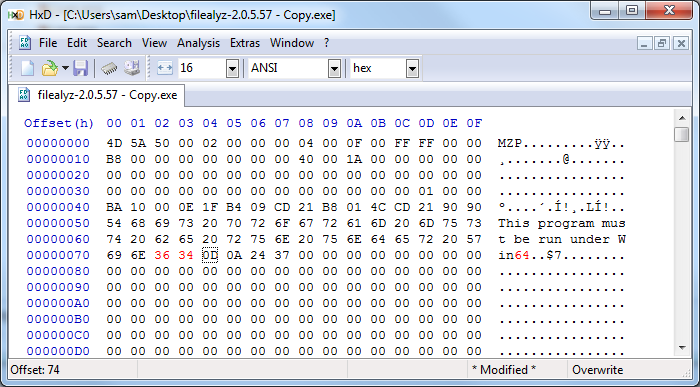 HxD - [C:\Users\sam\Desktop\filealyz-2.0.5.57 - Copy.exe]
File Edit Search View Analysis Extras Window ?
16 ANSI hex
filealyz-2.0.5.57 - Copy.exe
Offset(h) 00 01 02 03 04 05 06 07 08 09 0A 0B 0C 0D 0E 0F
00000000 4D 5A 50 00 02 00 00 00 04 00 0F 00 FF FF 00 00 MZP.........ÿÿ..
00000010 B8 00 00 00 00 00 00 00 40 00 1A 00 00 00 00 00 ¸.......@.......
00000020 00 00 00 00 00 00 00 00 00 00 00 00 00 00 00 00 ................
00000030 00 00 00 00 00 00 00 00 00 00 00 00 00 01 00 00 ................
00000040 BA 10 00 0E 1F B4 09 CD 21 B8 01 4C CD 21 90 90 º....´.Í!¸.LÍ!..
00000050 54 68 69 73 20 70 72 6F 67 72 61 6D 20 6D 75 73 This program mus
00000060 74 20 62 65 20 72 75 6E 20 75 6E 64 65 72 20 57 t be run under W
00000070 69 6E 36 34 0D 0A 24 37 00 00 00 00 00 00 00 00 in64..$7........
00000080 00 00 00 00 00 00 00 00 00 00 00 00 00 00 00 00 ................
00000090 00 00 00 00 00 00 00 00 00 00 00 00 00 00 00 00 ................
000000A0 00 00 00 00 00 00 00 00 00 00 00 00 00 00 00 00 ................
000000B0 00 00 00 00 00 00 00 00 00 00 00 00 00 00 00 00 ................
000000C0 00 00 00 00 00 00 00 00 00 00 00 00 00 00 00 00 ................
000000D0 00 00 00 00 00 00 00 00 00 00 00 00 00 00 00 00 ................
Offset: 74 * Modified * Overwrite